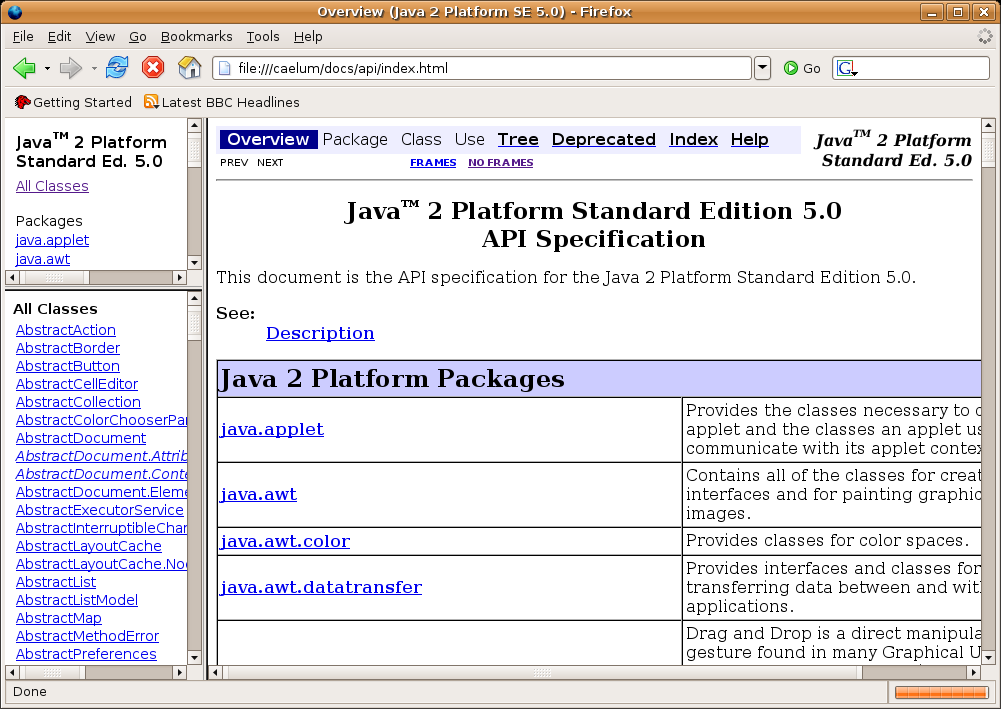 Overview (Java 2 Platform SE 5.0) - Firefox
File Edit View Go Bookmarks Tools Help
file:///caelum/docs/api/index.html Go G
Getting Started Latest BBC Headlines
Java™ 2 Platform
Standard Ed. 5.0
All Classes
Packages
java.applet
java.awt
All Classes
AbstractAction
AbstractBorder
AbstractButton
AbstractCellEditor
AbstractCollection
AbstractColorChooserPar
AbstractDocument
AbstractDocument.Attrib
AbstractDocument.Conte
AbstractDocument.Eleme
AbstractExecutorService
AbstractInterruptibleChar
AbstractLayoutCache
AbstractLayoutCache.Nod
AbstractList
AbstractListModel
AbstractMap
AbstractMethodError
AbstractPreferences
Overview Package Class Use Tree Deprecated Index Help
PREV NEXT FRAMES NO FRAMES
Java™ 2 Platform
Standard Ed. 5.0
Java™ 2 Platform Standard Edition 5.0
API Specification
This document is the API specification for the Java 2 Platform Standard Edition 5.0.
See:
Description
Java 2 Platform Packages
java.applet
Provides the classes necessary to c
applet and the classes an applet us
communicate with its applet contex
java.awt
Contains all of the classes for creat
interfaces and for painting graphic
images.
java.awt.color
Provides classes for color spaces.
java.awt.datatransfer
Provides interfaces and classes for
transferring data between and with
applications.
Drag and Drop is a direct manipula
gesture found in many Graphical U
Done